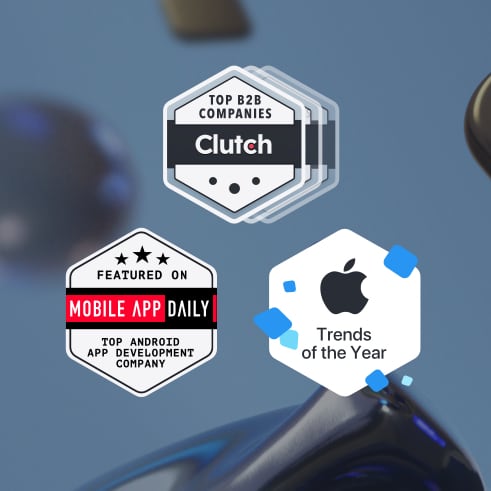 TOP B2B
COMPANIES
Clutch
FEATURED ON
MOBILE APP DAILY
TOP ANDROID
APP DEVELOPMENT
COMPANY
Trends
of the Year